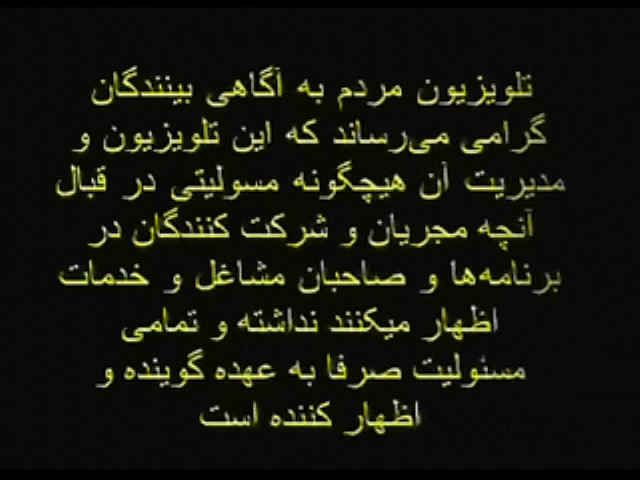 تلویزیون مردم به آگاهی بینندگان
گرامی می‌رساند که این تلویزیون و
مدیریت آن هیچگونه مسولیتی در قبال
آنچه مجریان و شرکت کنندگان در
برنامه‌ها و صاحبان مشاغل و خدمات
اظهار میکنند نداشته و تمامی
مسئولیت صرفا به عهده گوینده و
اظهار کننده است